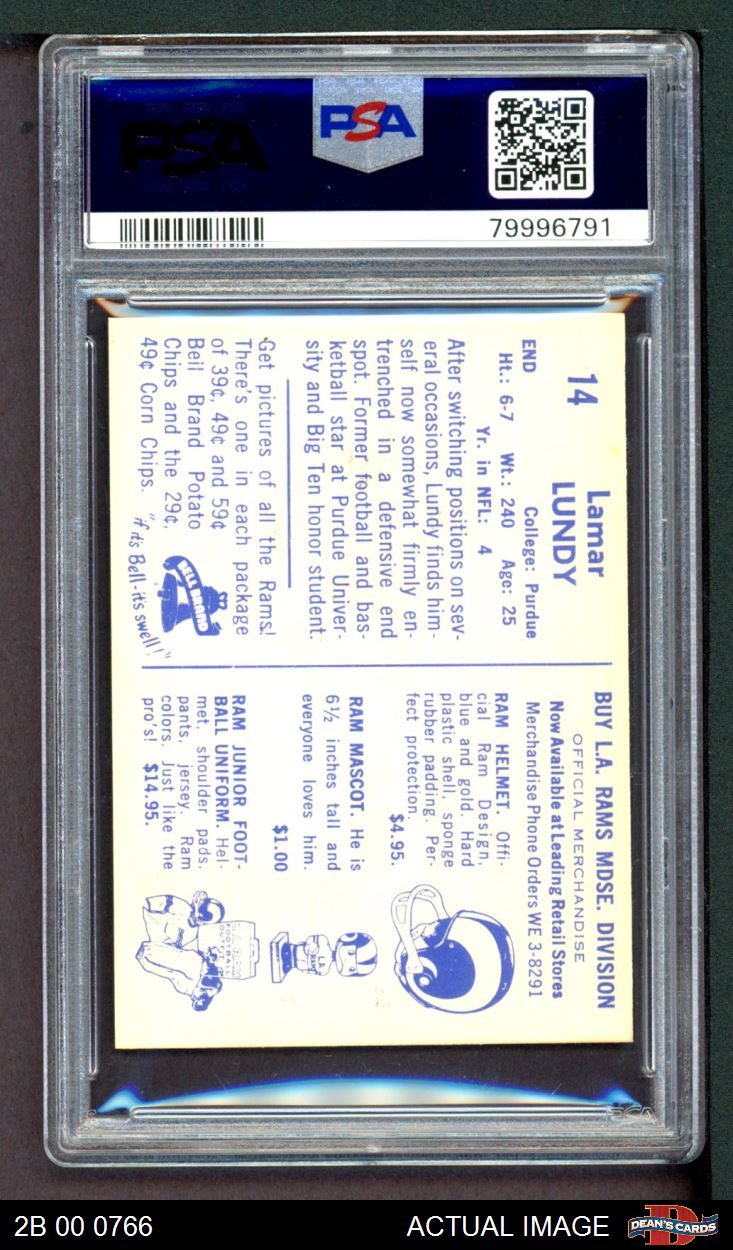 PSA
PSA
79996791
14 Lamar
LUNDY
END College: Purdue
Ht.: 6-7 Wt.: 240 Age: 25
Yr. in NFL: 4
After switching positions on sev-
eral occasions, Lundy finds him-
self now somewhat firmly en-
trenched in a defensive end
spot. Former football and bas-
ketball star at Purdue Univer-
sity and Big Ten honor student.
Get pictures of all the Rams!
There's one in each package
of 39¢, 49¢ and 59¢
Bell Brand Potato
Chips and the 29¢,
49¢ Corn Chips.
BELL BRAND
"if it's Bell-it's swell!"
BUY L.A. RAMS MDSE. DIVISION
OFFICIAL MERCHANDISE
Now Available at Leading Retail Stores
Merchandise Phone Orders WE 3-8291
RAM HELMET. Offi-
cial Ram Design,
blue and gold. Hard
plastic shell, sponge
rubber padding. Per-
fect protection.
$4.95.
RAM MASCOT. He is
6½ inches tall and
everyone loves him.
$1.00
L.A.
RAMS
RAM JUNIOR FOOT-
BALL UNIFORM. Hel-
met, shoulder pads,
pants, jersey. Ram
colors. Just like the
pro's! $14.95.
FOOTBALL
OUTFIT
PSA
2B 00 0766
ACTUAL IMAGE
DEAN'S CARDS